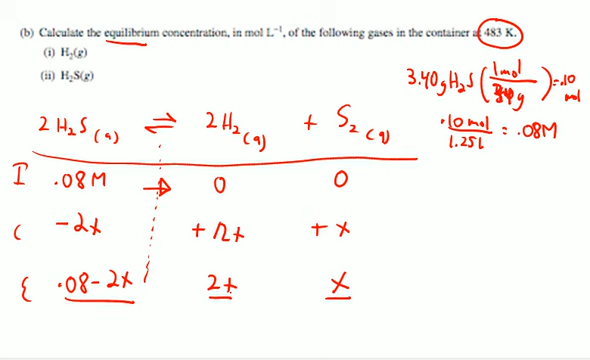 (b) Calculate the equilibrium concentration, in mol L⁻¹, of the following gases in the container at 483 K.
(i) H₂(g)
(ii) H₂S(g)
3.40g H₂S (1mol / 34 g) = .10 mol
.10 mol / 1.25L = .08M
2 H₂S (g) ⇌ 2 H₂ (g) + S₂ (g)
I .08M → 0 0
C -2x +2x +x
E .08-2x 2x x